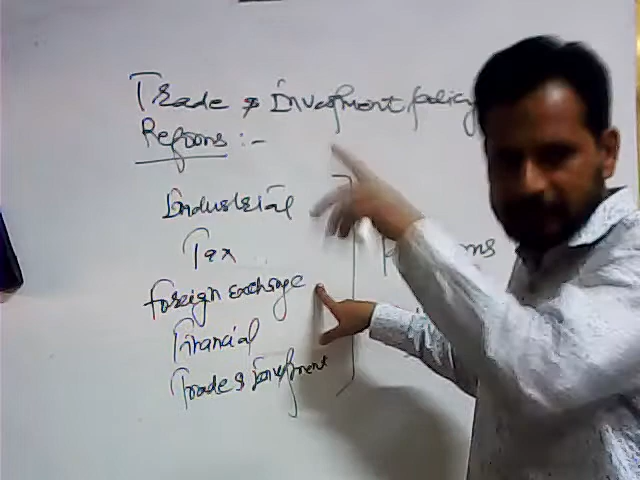 Trade & Investment policy
Reforms :-
Industrial
Tax
foreign exchange
Financial
Trade & Investment